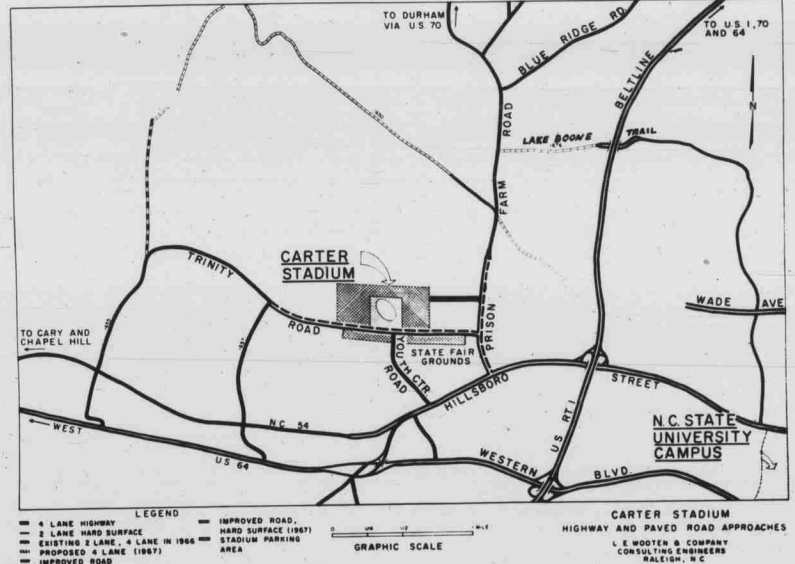 TO DURHAM
VIA U.S. 70
BLUE RIDGE RD.
TO U.S. 1, 70
AND 64
BELTLINE
N
ROAD
LAKE BOONE
TRAIL
FARM
CARTER
STADIUM
TRINITY
ROAD
PRISON
WADE AVE
TO CARY AND
CHAPEL HILL
YOUTH CTR
ROAD
STATE FAIR
GROUNDS
HILLSBORO
STREET
N C 54
WEST
US 64
US RT 1
WESTERN
BLVD.
N.C. STATE
UNIVERSITY
CAMPUS
LEGEND
4 LANE HIGHWAY
2 LANE HARD SURFACE
EXISTING 2 LANE, 4 LANE IN 1966
PROPOSED 4 LANE (1967)
IMPROVED ROAD
IMPROVED ROAD,
HARD SURFACE (1967)
STADIUM PARKING
AREA
0
GRAPHIC SCALE
CARTER STADIUM
HIGHWAY AND PAVED ROAD APPROACHES
L E WOOTEN & COMPANY
CONSULTING ENGINEERS
RALEIGH, N C